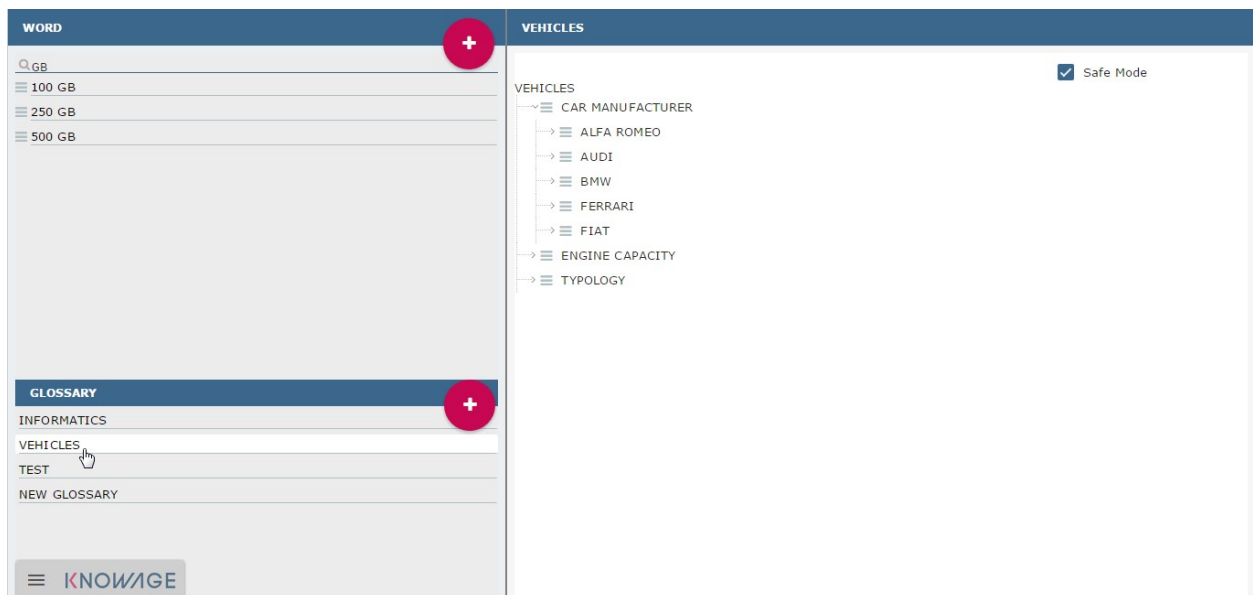 WORD
GB
100 GB
250 GB
500 GB
GLOSSARY
INFORMATICS
VEHICLES
TEST
NEW GLOSSARY
KNOWAGE
VEHICLES
Safe Mode
VEHICLES
CAR MANUFACTURER
ALFA ROMEO
AUDI
BMW
FERRARI
FIAT
ENGINE CAPACITY
TYPOLOGY